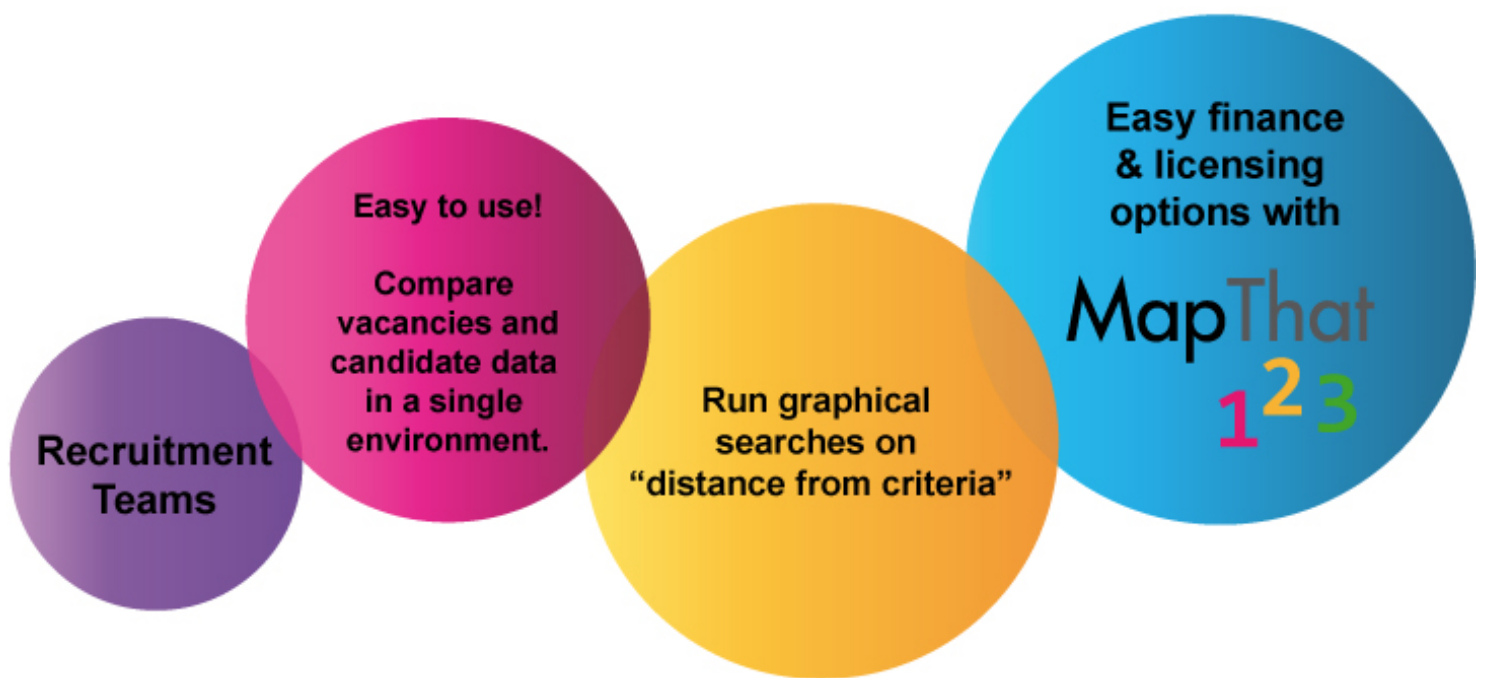 Recruitment
Teams
Easy to use!
Compare
vacancies and
candidate data
in a single
environment.
Run graphical
searches on
“distance from criteria”
Easy finance
& licensing
options with
MapThat
123